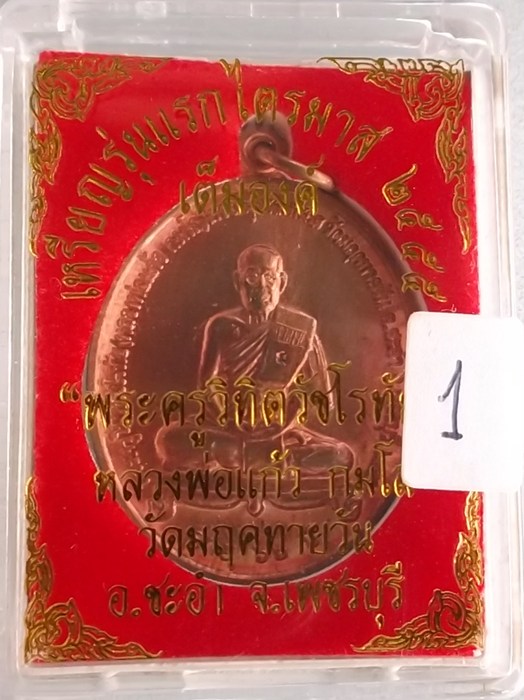 เหรียญรุ่นแรกไตรมาส ๒๕๕๕
เต็มองค์
1
"พระครูวิทิตวัชโรทั
หลวงพ่อแก้ว กมโล
วัดมฤคทายวัน
อ.ชะอำ จ.เพชรบุรี